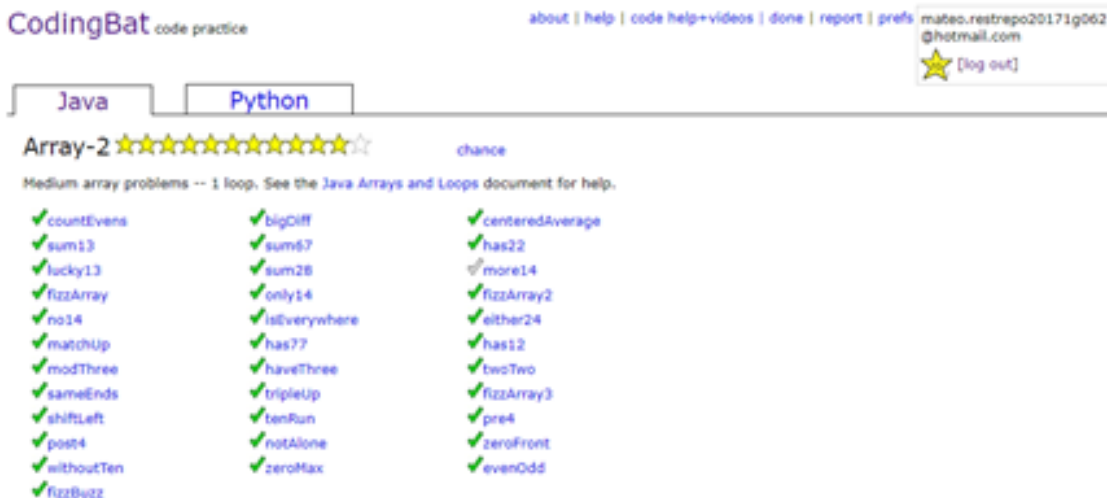 CodingBat code practice
about | help | code help+videos | done | report | prefs
mateo.restrepo20171g062
@hotmail.com
[log out]
Java Python
Array-2 chance
Medium array problems -- 1 loop. See the Java Arrays and Loops document for help.
countEvens bigDiff centeredAverage
sum13 sum67 has22
lucky13 sum28 more14
fizzArray only14 fizzArray2
no14 isEverywhere either24
matchUp has77 has12
modThree haveThree twoTwo
sameEnds tripleUp fizzArray3
shiftLeft tenRun pre4
post4 notAlone zeroFront
withoutTen zeroMax evenOdd
fizzBuzz